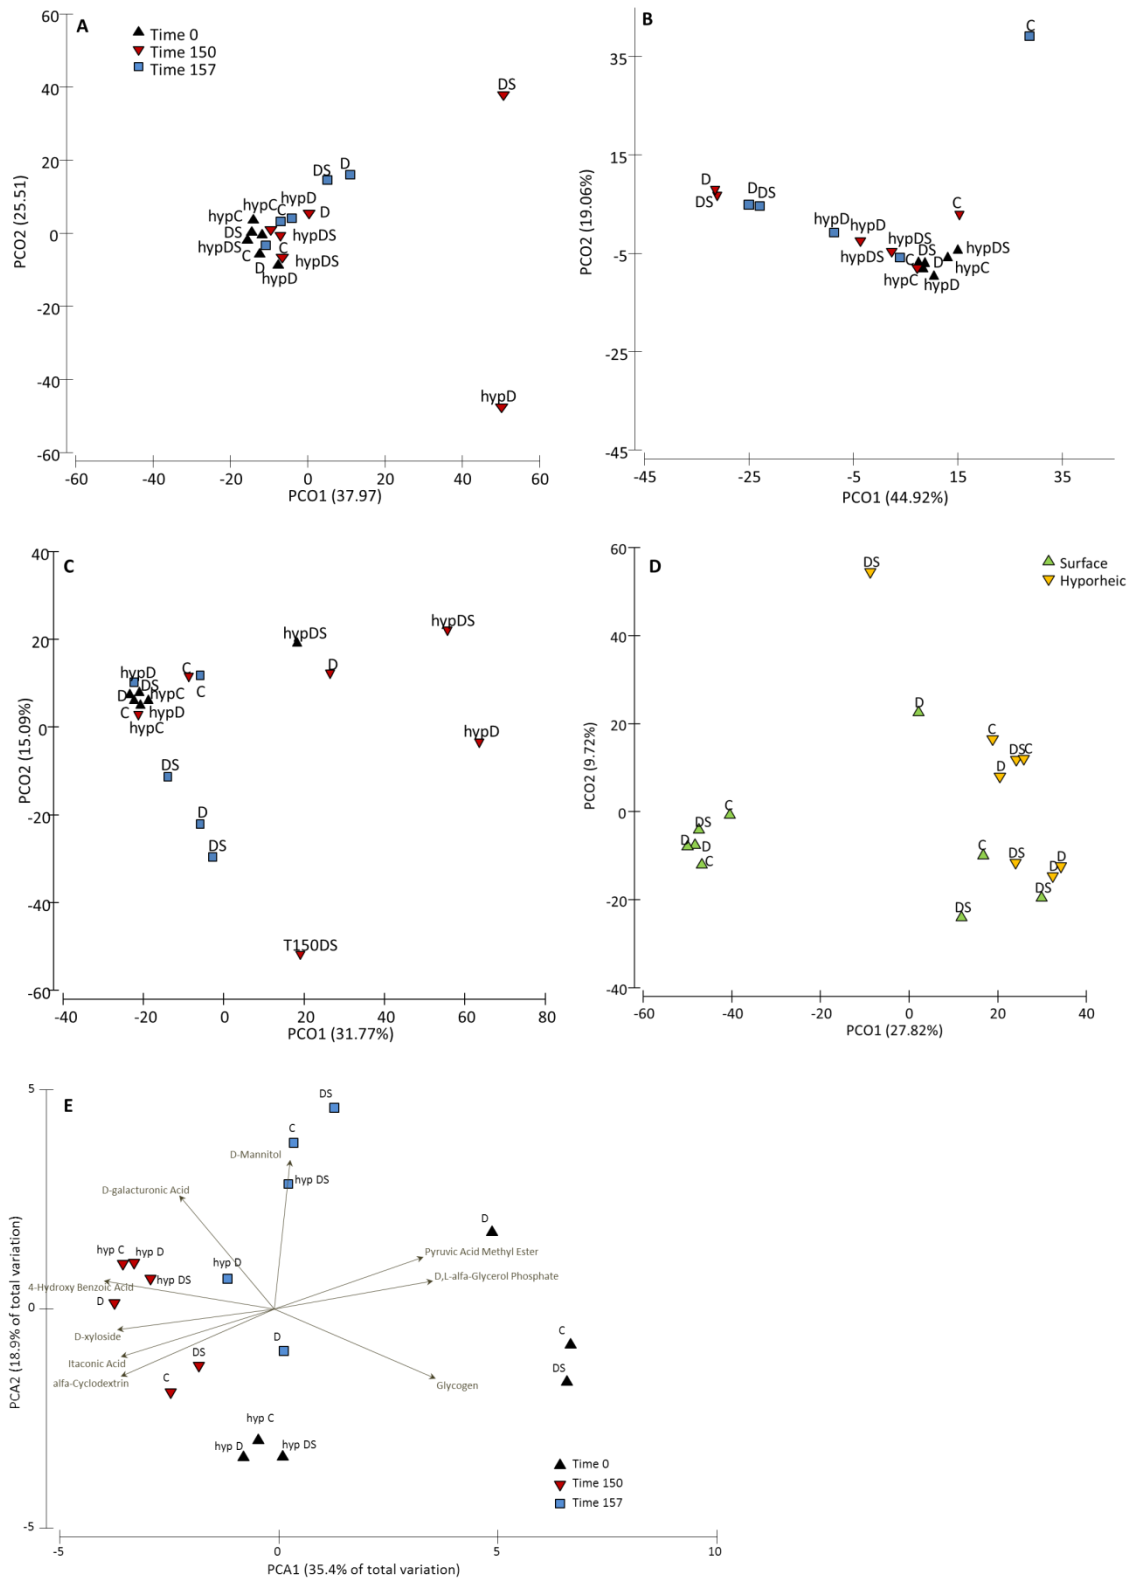 A
Time 0
Time 150
Time 157
60
40
20
0
-20
-40
-60
PCO2 (25.51)
DS
DS
D
hypD
hypC
hypC
C
D
DS
hypDS
C
C
D
hypDS
hypD
hypD
-60
-40
-20
0
20
40
60
PCO1 (37.97)
B
35
15
-5
-25
-45
PCO2 (19.06%)
C
D
DS
D
DS
C
hypD
hypD
hypDS
hypDS
hypDS
C
DS
D
hypC
hypC
hypD
-45
-25
-5
15
35
PCO1 (44.92%)
C
40
20
0
-20
-40
-60
PCO2 (15.09%)
hypDS
hypDS
D
hypD
C
hypD
DS
D
hypC
C
C
hypD
hypC
DS
D
DS
T150DS
-40
-20
0
20
40
60
80
PCO1 (31.77%)
D
Surface
Hyporheic
60
40
20
0
-20
-40
PCO2 (9.72%)
DS
D
C
DS
C
D
C
DS
D
D
C
C
DS
D
D
DS
DS
-60
-40
-20
0
20
40
PCO1 (27.82%)
E
5
0
-5
PCA2 (18.9% of total variation)
DS
C
D-Mannitol
hyp DS
D-galacturonic Acid
D
Pyruvic Acid Methyl Ester
hyp C
hyp D
hyp D
D,L-alfa-Glycerol Phosphate
hyp DS
4-Hydroxy Benzoic Acid
D
D-xyloside
D
C
Itaconic Acid
DS
DS
alfa-Cyclodextrin
C
Glycogen
hyp C
hyp D
hyp DS
Time 0
Time 150
Time 157
-5
0
5
10
PCA1 (35.4% of total variation)